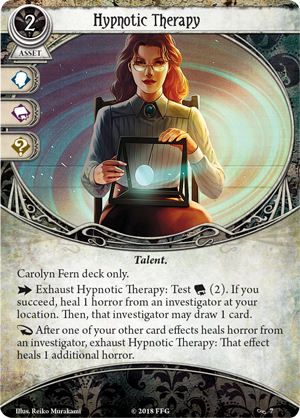 Hypnotic Therapy
2
ASSET
Talent.
Carolyn Fern deck only.
Exhaust Hypnotic Therapy: Test (2). If you
succeed, heal 1 horror from an investigator at your
location. Then, that investigator may draw 1 card.
After one of your other card effects heals horror from
an investigator, exhaust Hypnotic Therapy: That effect
heals 1 additional horror.
Illus. Reiko Murakami © 2018 FFG 7